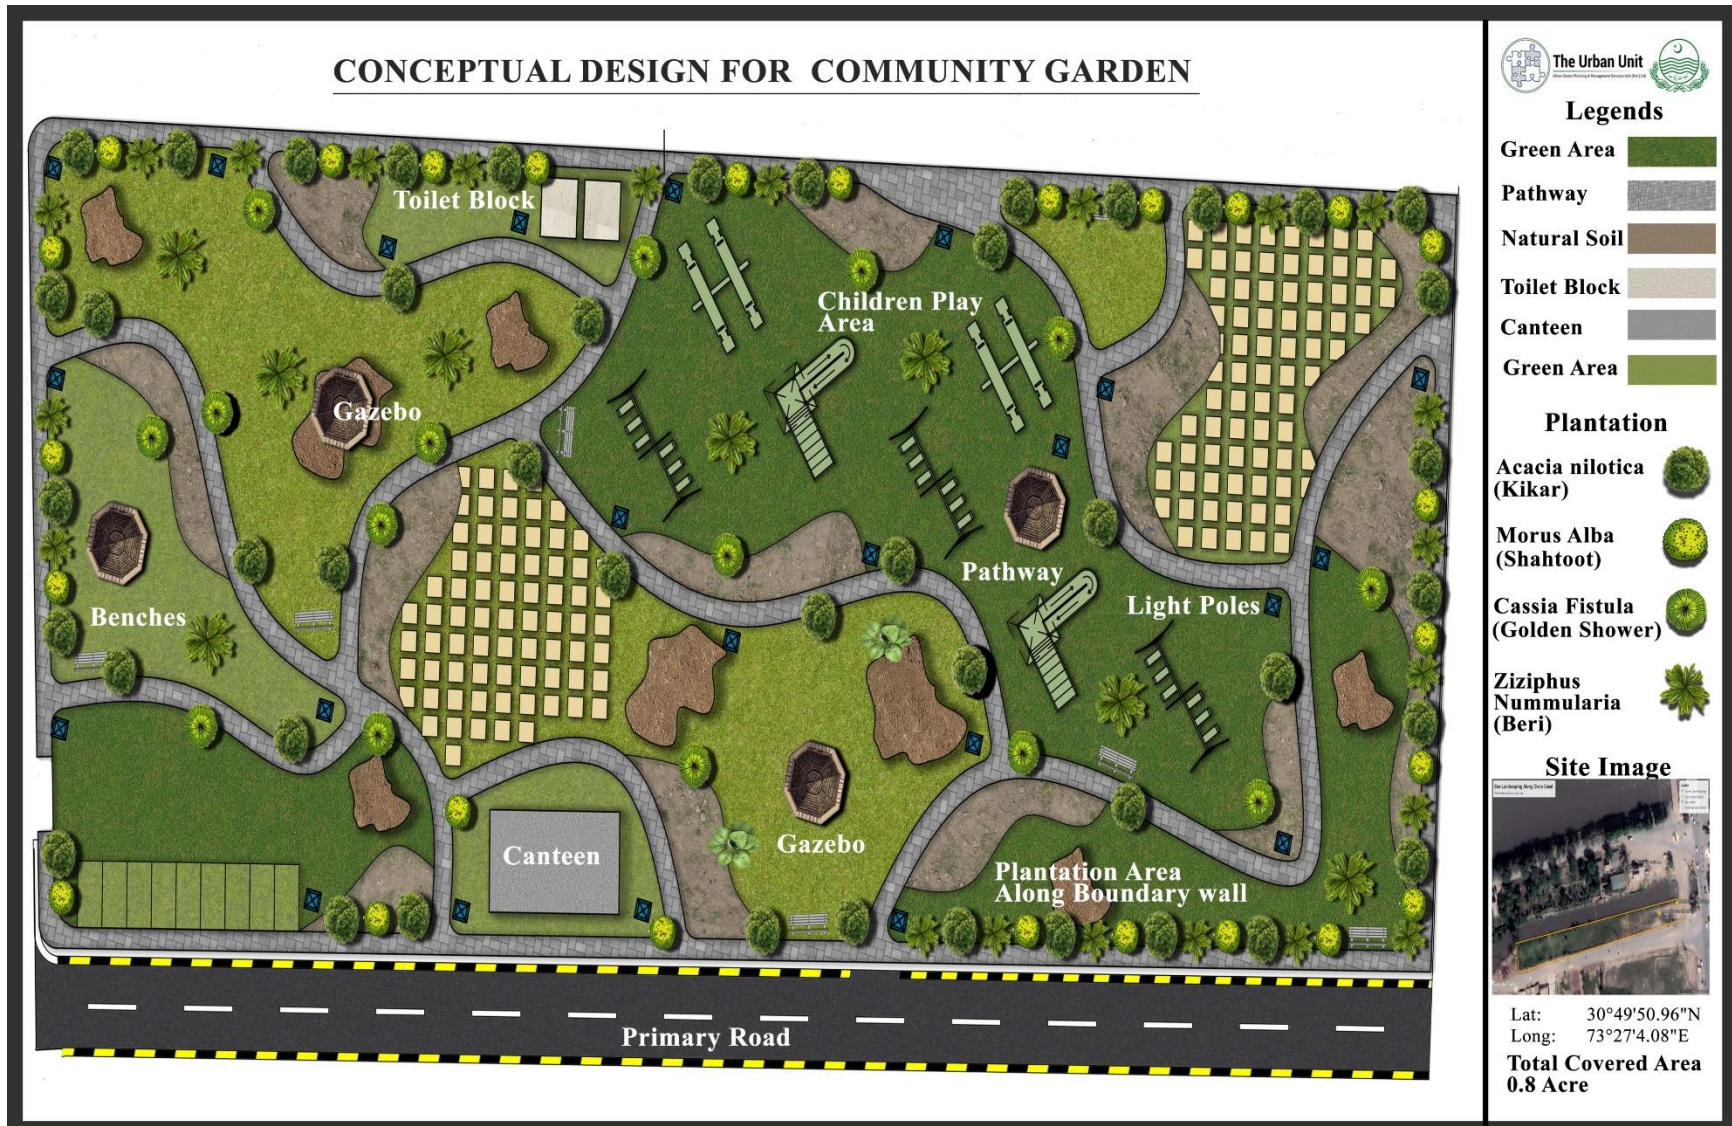 CONCEPTUAL DESIGN FOR COMMUNITY GARDEN
Toilet Block
Children Play
Area
Gazebo
Pathway
Light Poles
Benches
Canteen
Gazebo
Plantation Area
Along Boundary wall
Primary Road
The Urban Unit
Legends
Green Area
Pathway
Natural Soil
Toilet Block
Canteen
Green Area
Plantation
Acacia nilotica
(Kikar)
Morus Alba
(Shahtoot)
Cassia Fistula
(Golden Shower)
Ziziphus
Nummularia
(Beri)
Site Image
Lat: 30°49'50.96"N
Long: 73°27'4.08"E
Total Covered Area
0.8 Acre